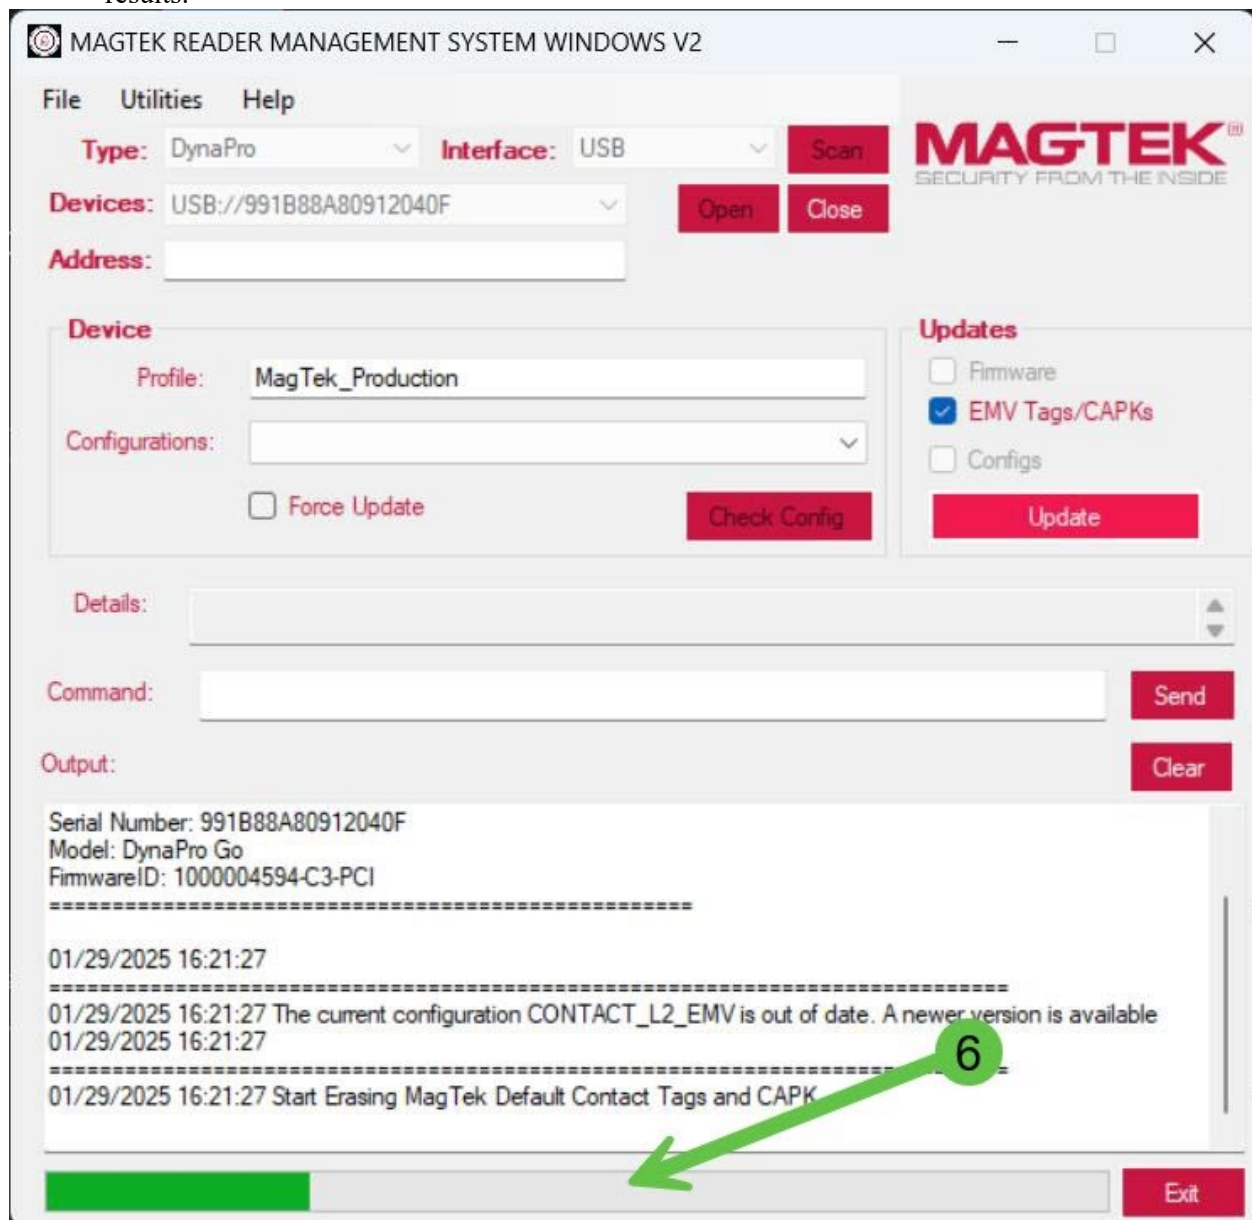 results.
MAGTEK READER MANAGEMENT SYSTEM WINDOWS V2
File Utilities Help
Type: DynaPro Interface: USB Scan
MAGTEK®
SECURITY FROM THE INSIDE
Devices: USB://991B88A80912040F Open Close
Address:
Device
Profile: MagTek_Production
Configurations:
Force Update Check Config
Updates
Firmware
EMV Tags/CAPKs
Configs
Update
Details:
Command: Send
Output: Clear
Serial Number: 991B88A80912040F
Model: DynaPro Go
FirmwareID: 1000004594-C3-PCI
===================================================
01/29/2025 16:21:27
============================================================================
01/29/2025 16:21:27 The current configuration CONTACT_L2_EMV is out of date. A newer version is available
01/29/2025 16:21:27
============================================================================
01/29/2025 16:21:27 Start Erasing MagTek Default Contact Tags and CAPK
6
Exit